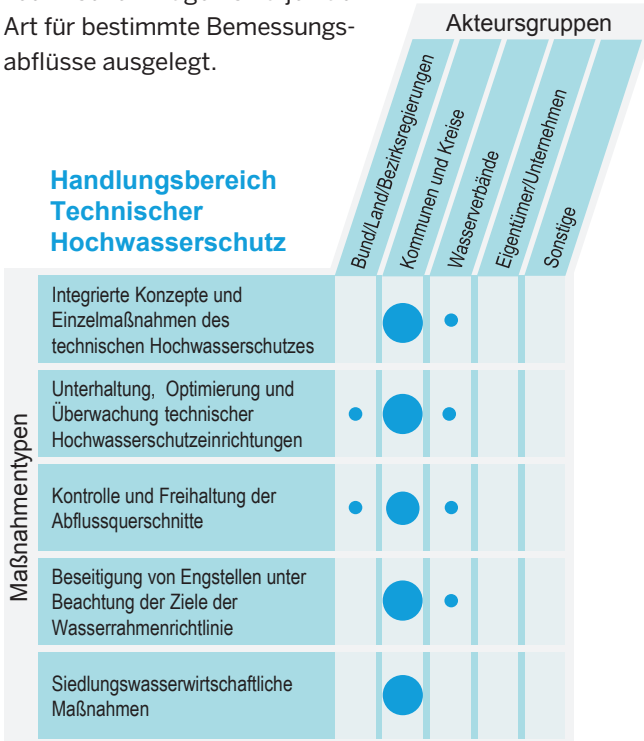 Art für bestimmte Bemessungs-
abflüsse ausgelegt.
Akteursgruppen
Handlungsbereich
Technischer
Hochwasserschutz
Bund/Land/Bezirksregierungen
Kommunen und Kreise
Wasserverbände
Eigentümer/Unternehmen
Sonstige
Maßnahmentypen
Integrierte Konzepte und
Einzelmaßnahmen des
technischen Hochwasserschutzes
Unterhaltung, Optimierung und
Überwachung technischer
Hochwasserschutzeinrichtungen
Kontrolle und Freihaltung der
Abflussquerschnitte
Beseitigung von Engstellen unter
Beachtung der Ziele der
Wasserrahmenrichtlinie
Siedlungswasserwirtschaftliche
Maßnahmen